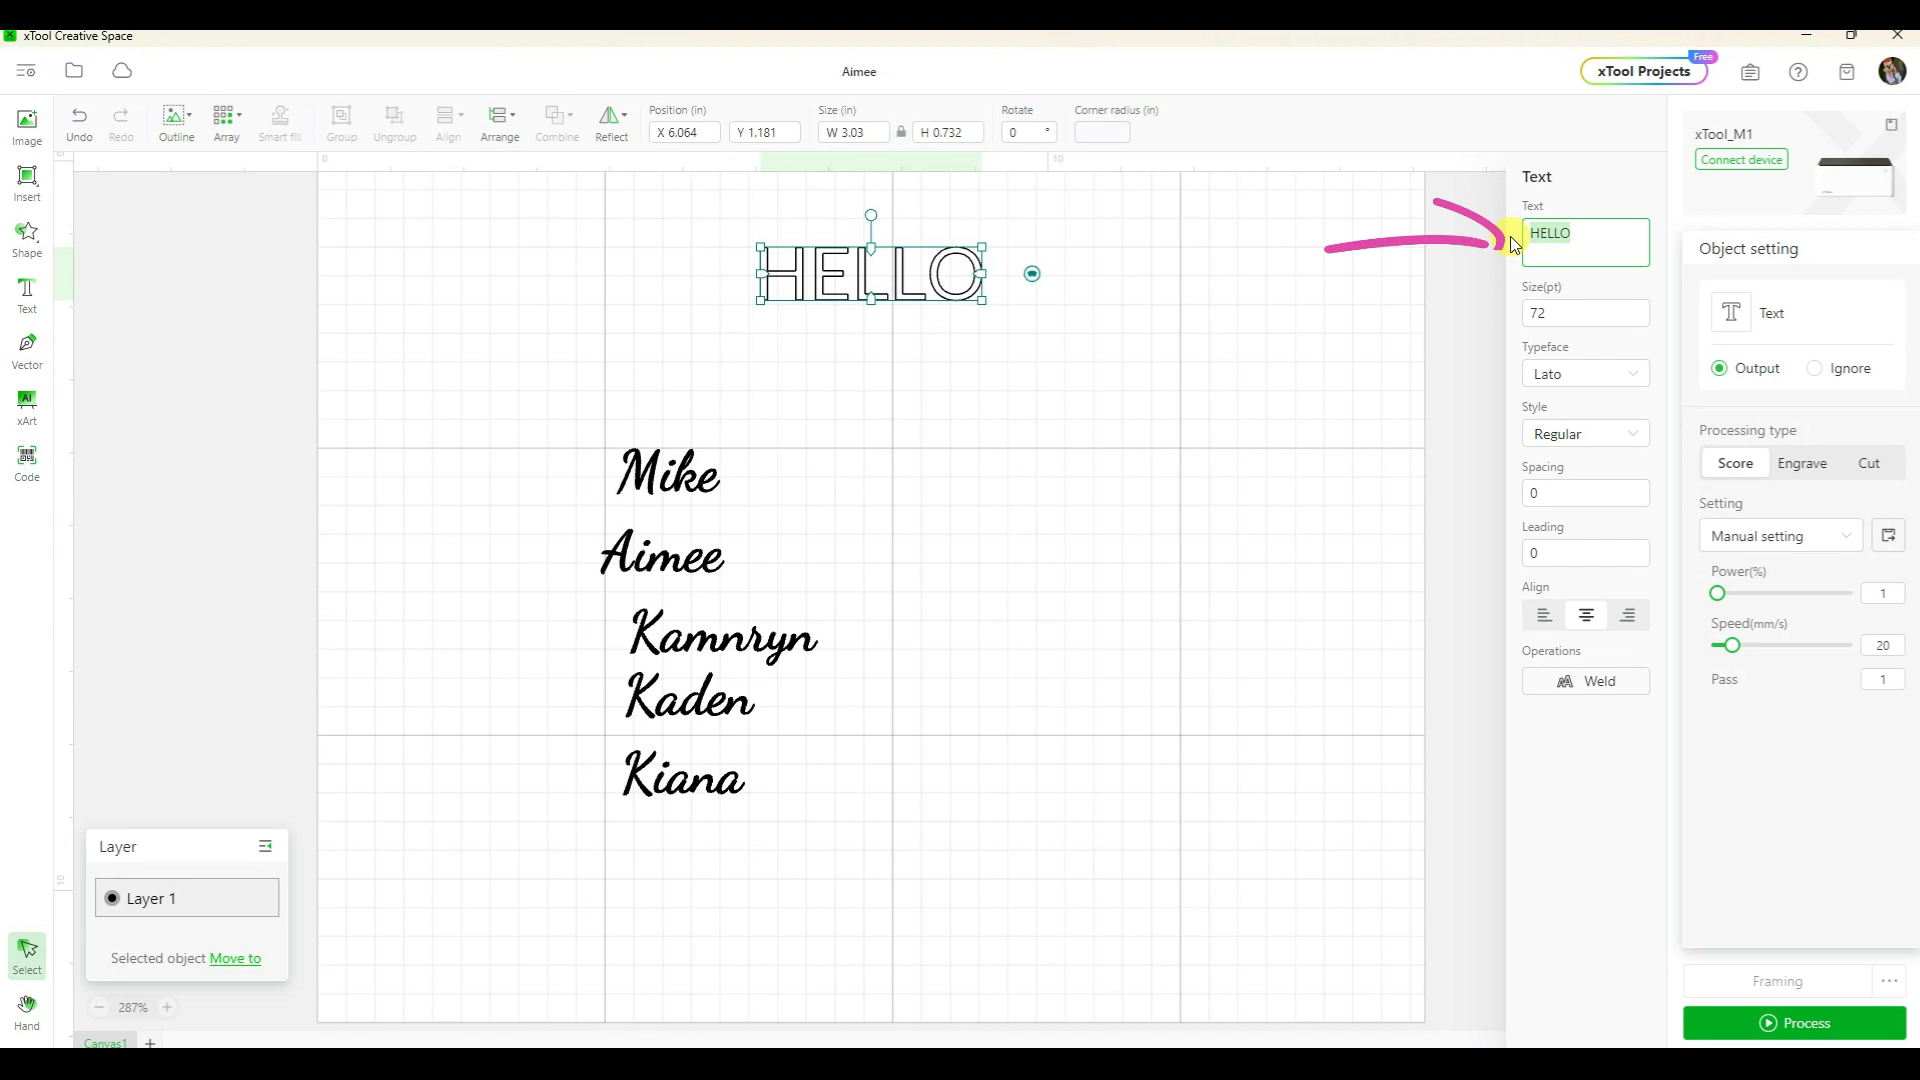 xTool Creative Space
Aimee
Free
xTool Projects
Undo
Redo
Outline
Array
Smart fill
Group
Ungroup
Align
Arrange
Combine
Reflect
Position (in)
X 6.064
Y 1.181
Size (in)
W 3.03
H 0.732
Rotate
0 °
Corner radius (in)
Image
Insert
Shape
Text
Vector
AI
xArt
Code
Select
Hand
0
10
10
HELLO
Mike
Aimee
Kamnryn
Kaden
Kiana
Layer
Layer 1
Selected object Move to
287%
Canvas1
Text
Text
HELLO
Size(pt)
72
Typeface
Lato
Style
Regular
Spacing
0
Leading
0
Align
Operations
Weld
xTool_M1
Connect device
Object setting
Text
Output
Ignore
Processing type
Score
Engrave
Cut
Setting
Manual setting
Power(%)
1
Speed(mm/s)
20
Pass
1
Framing
Process